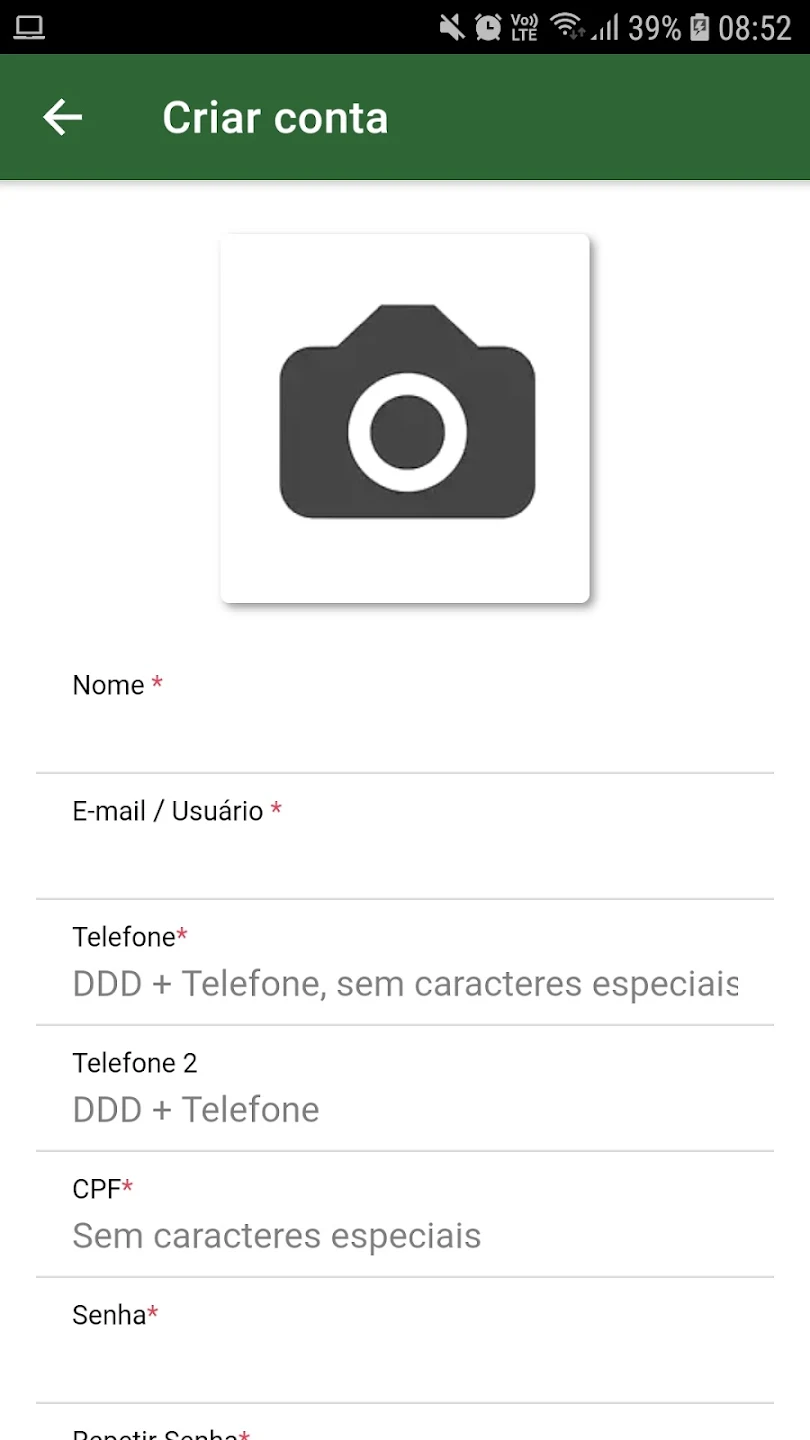 Vo)) LTE 39% 08:52
Criar conta
Nome *
E-mail / Usuário *
Telefone*
DDD + Telefone, sem caracteres especiais
Telefone 2
DDD + Telefone
CPF*
Sem caracteres especiais
Senha*
Repetir Senha*